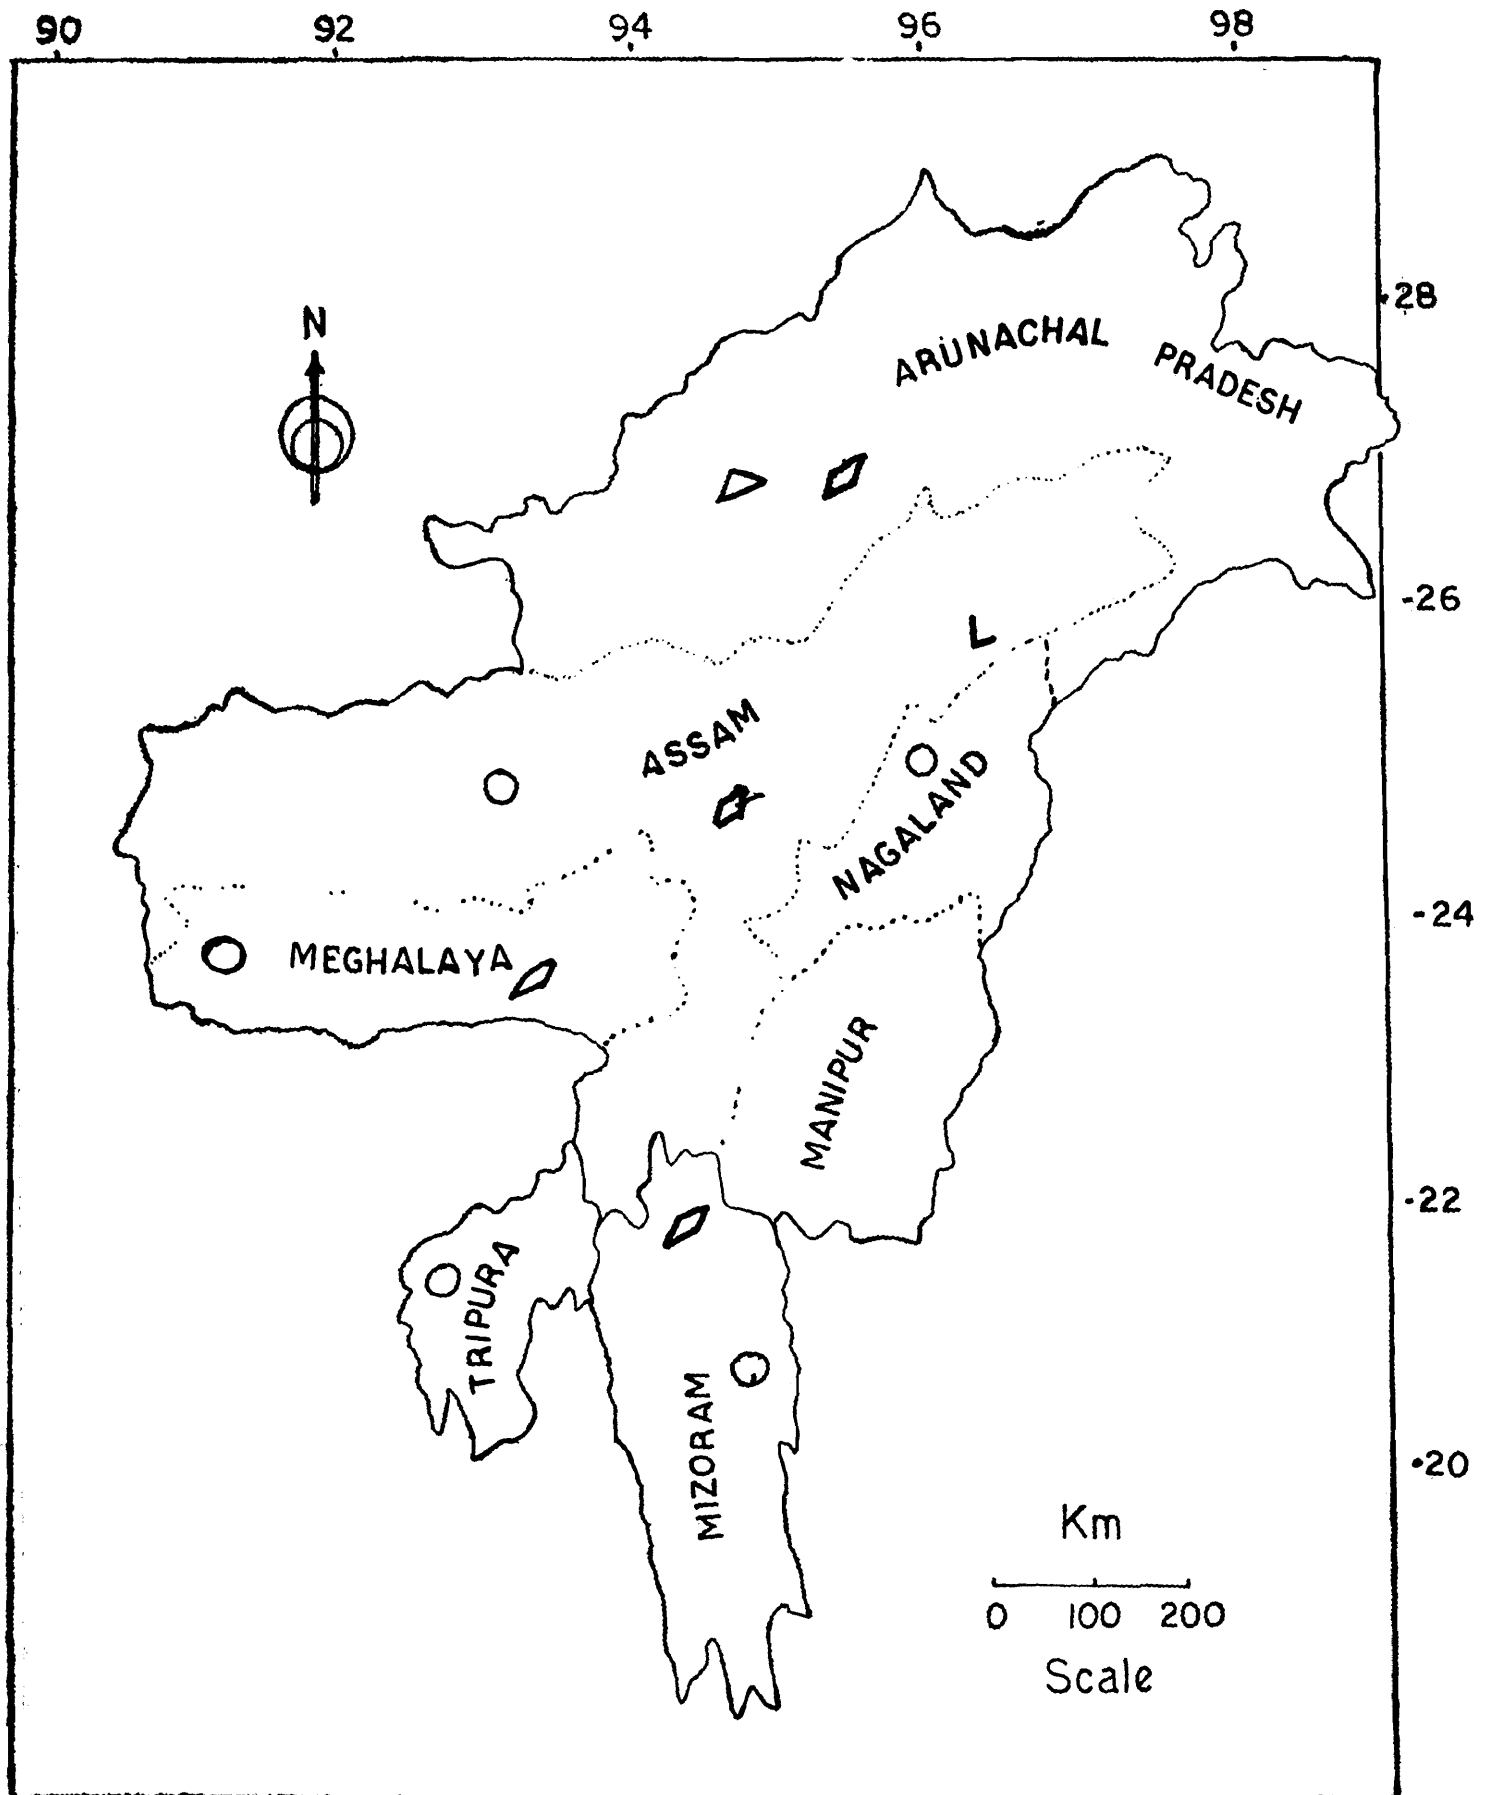 90 92 94 96 98
N
28
ARUNACHAL PRADESH
-26
L
ASSAM
NAGALAND
-24
MEGHALAYA
MANIPUR
-22
TRIPURA
MIZORAM
20
Km
0 100 200
Scale